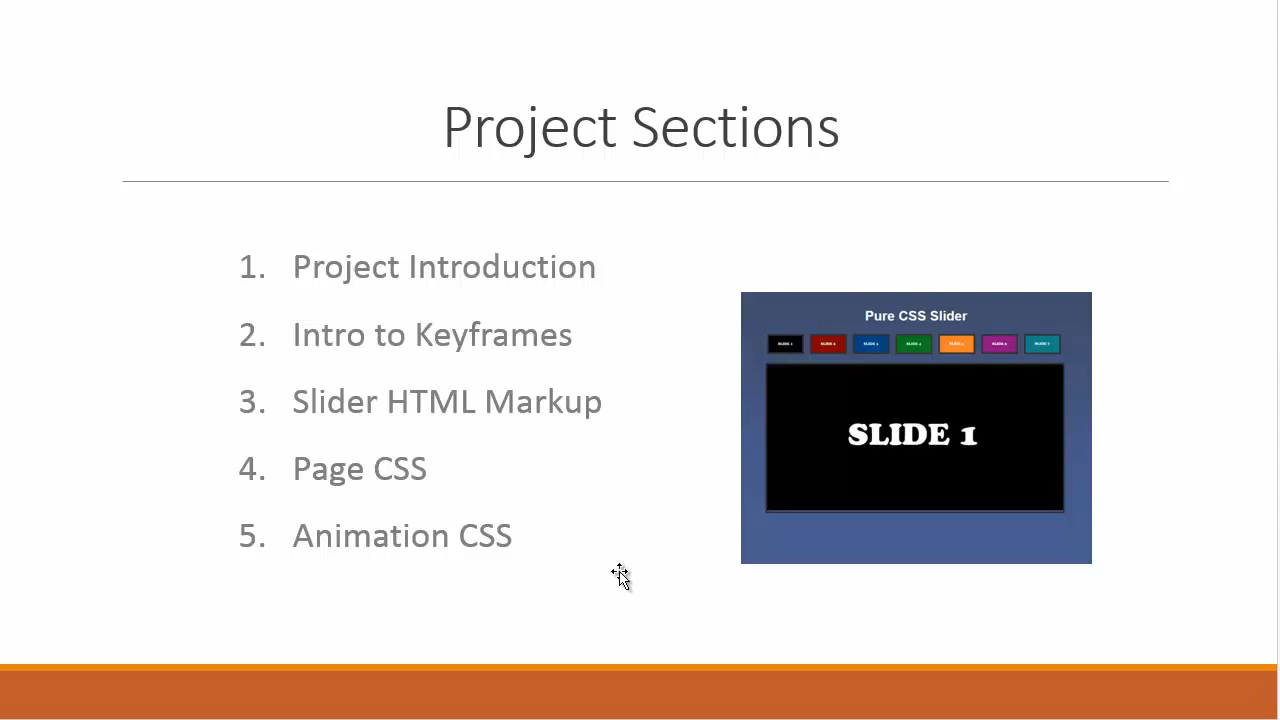 Project Sections
1. Project Introduction
2. Intro to Keyframes
3. Slider HTML Markup
4. Page CSS
5. Animation CSS
Pure CSS Slider
SLIDE 1